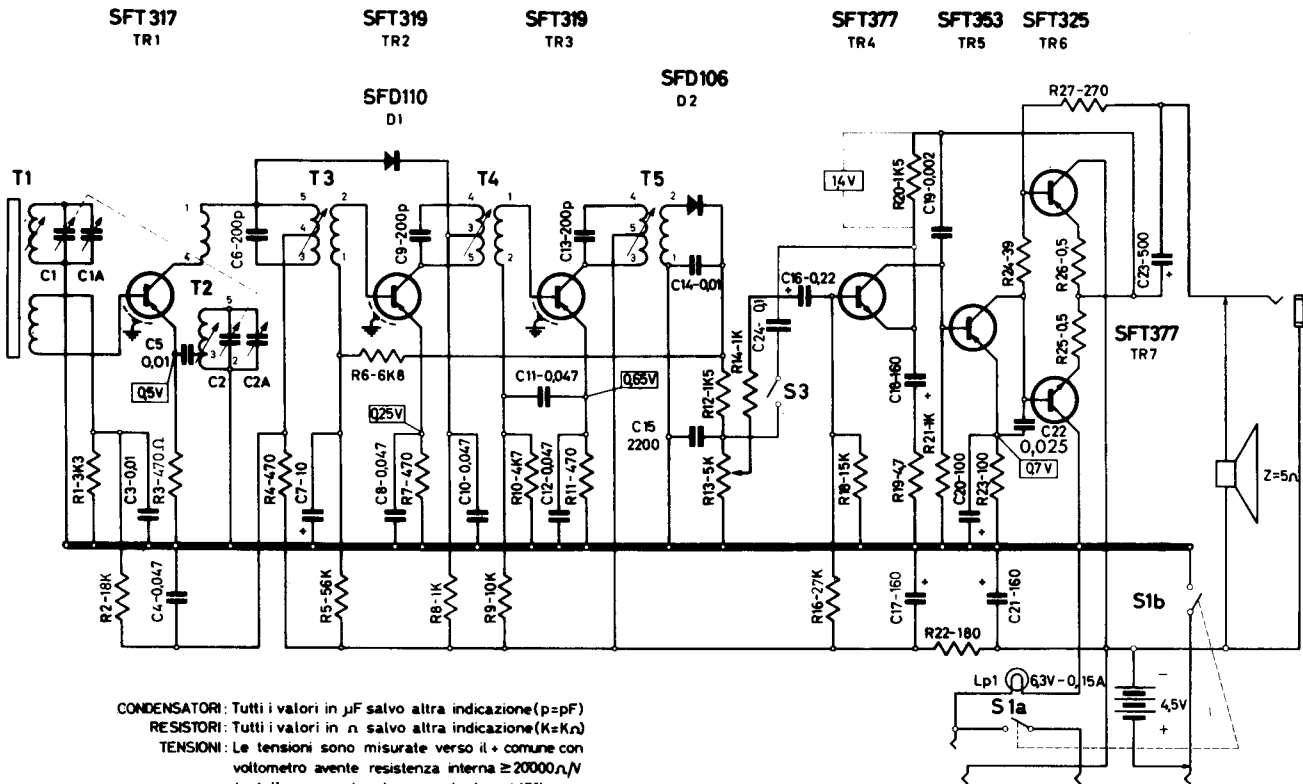 SFT317
TR1
SFT319
TR2
SFT319
TR3
SFT377
TR4
SFT353
TR5
SFT325
TR6
SFD110
D1
SFD106
D2
R27-270
T1
T3
T4
T5
1,4V
R20-1K5
C19-0,002
C6-200p
C9-200p
C13-200p
C1
C1A
T2
C5
0,01
0,5V
C2
C2A
C14-0,01
C16-0,22
C24-0,1
R14-1K
S3
R24-39
R26-0,5
R25-0,5
C23-500
SFT377
TR7
R6-6K8
C11-0,047
0,65V
0,25V
R12-1K5
C15
2200
R13-5K
C18-160
R21-1K
C22
0,025
0,7V
Z=5Ω
R1-3K3
C3-0,01
R3-470Ω
R4-470
C7-10
C8-0,047
R7-470
C10-0,047
R10-4K7
C12-0,047
R11-470
R18-15K
R19-47
C20-100
R23-100
R2-18K
C4-0,047
R5-56K
R8-1K
R9-10K
R16-27K
C17-160
C21-160
R22-180
S1b
Lp1
6,3V-0,15A
S1a
4,5V
CONDENSATORI: Tutti i valori in µF salvo altra indicazione(p=pF)
RESISTORI: Tutti i valori in Ω salvo altra indicazione(K=KΩ)
TENSIONI: Le tensioni sono misurate verso il + comune con
voltometro avente resistenza interna ≥20'000Ω/V